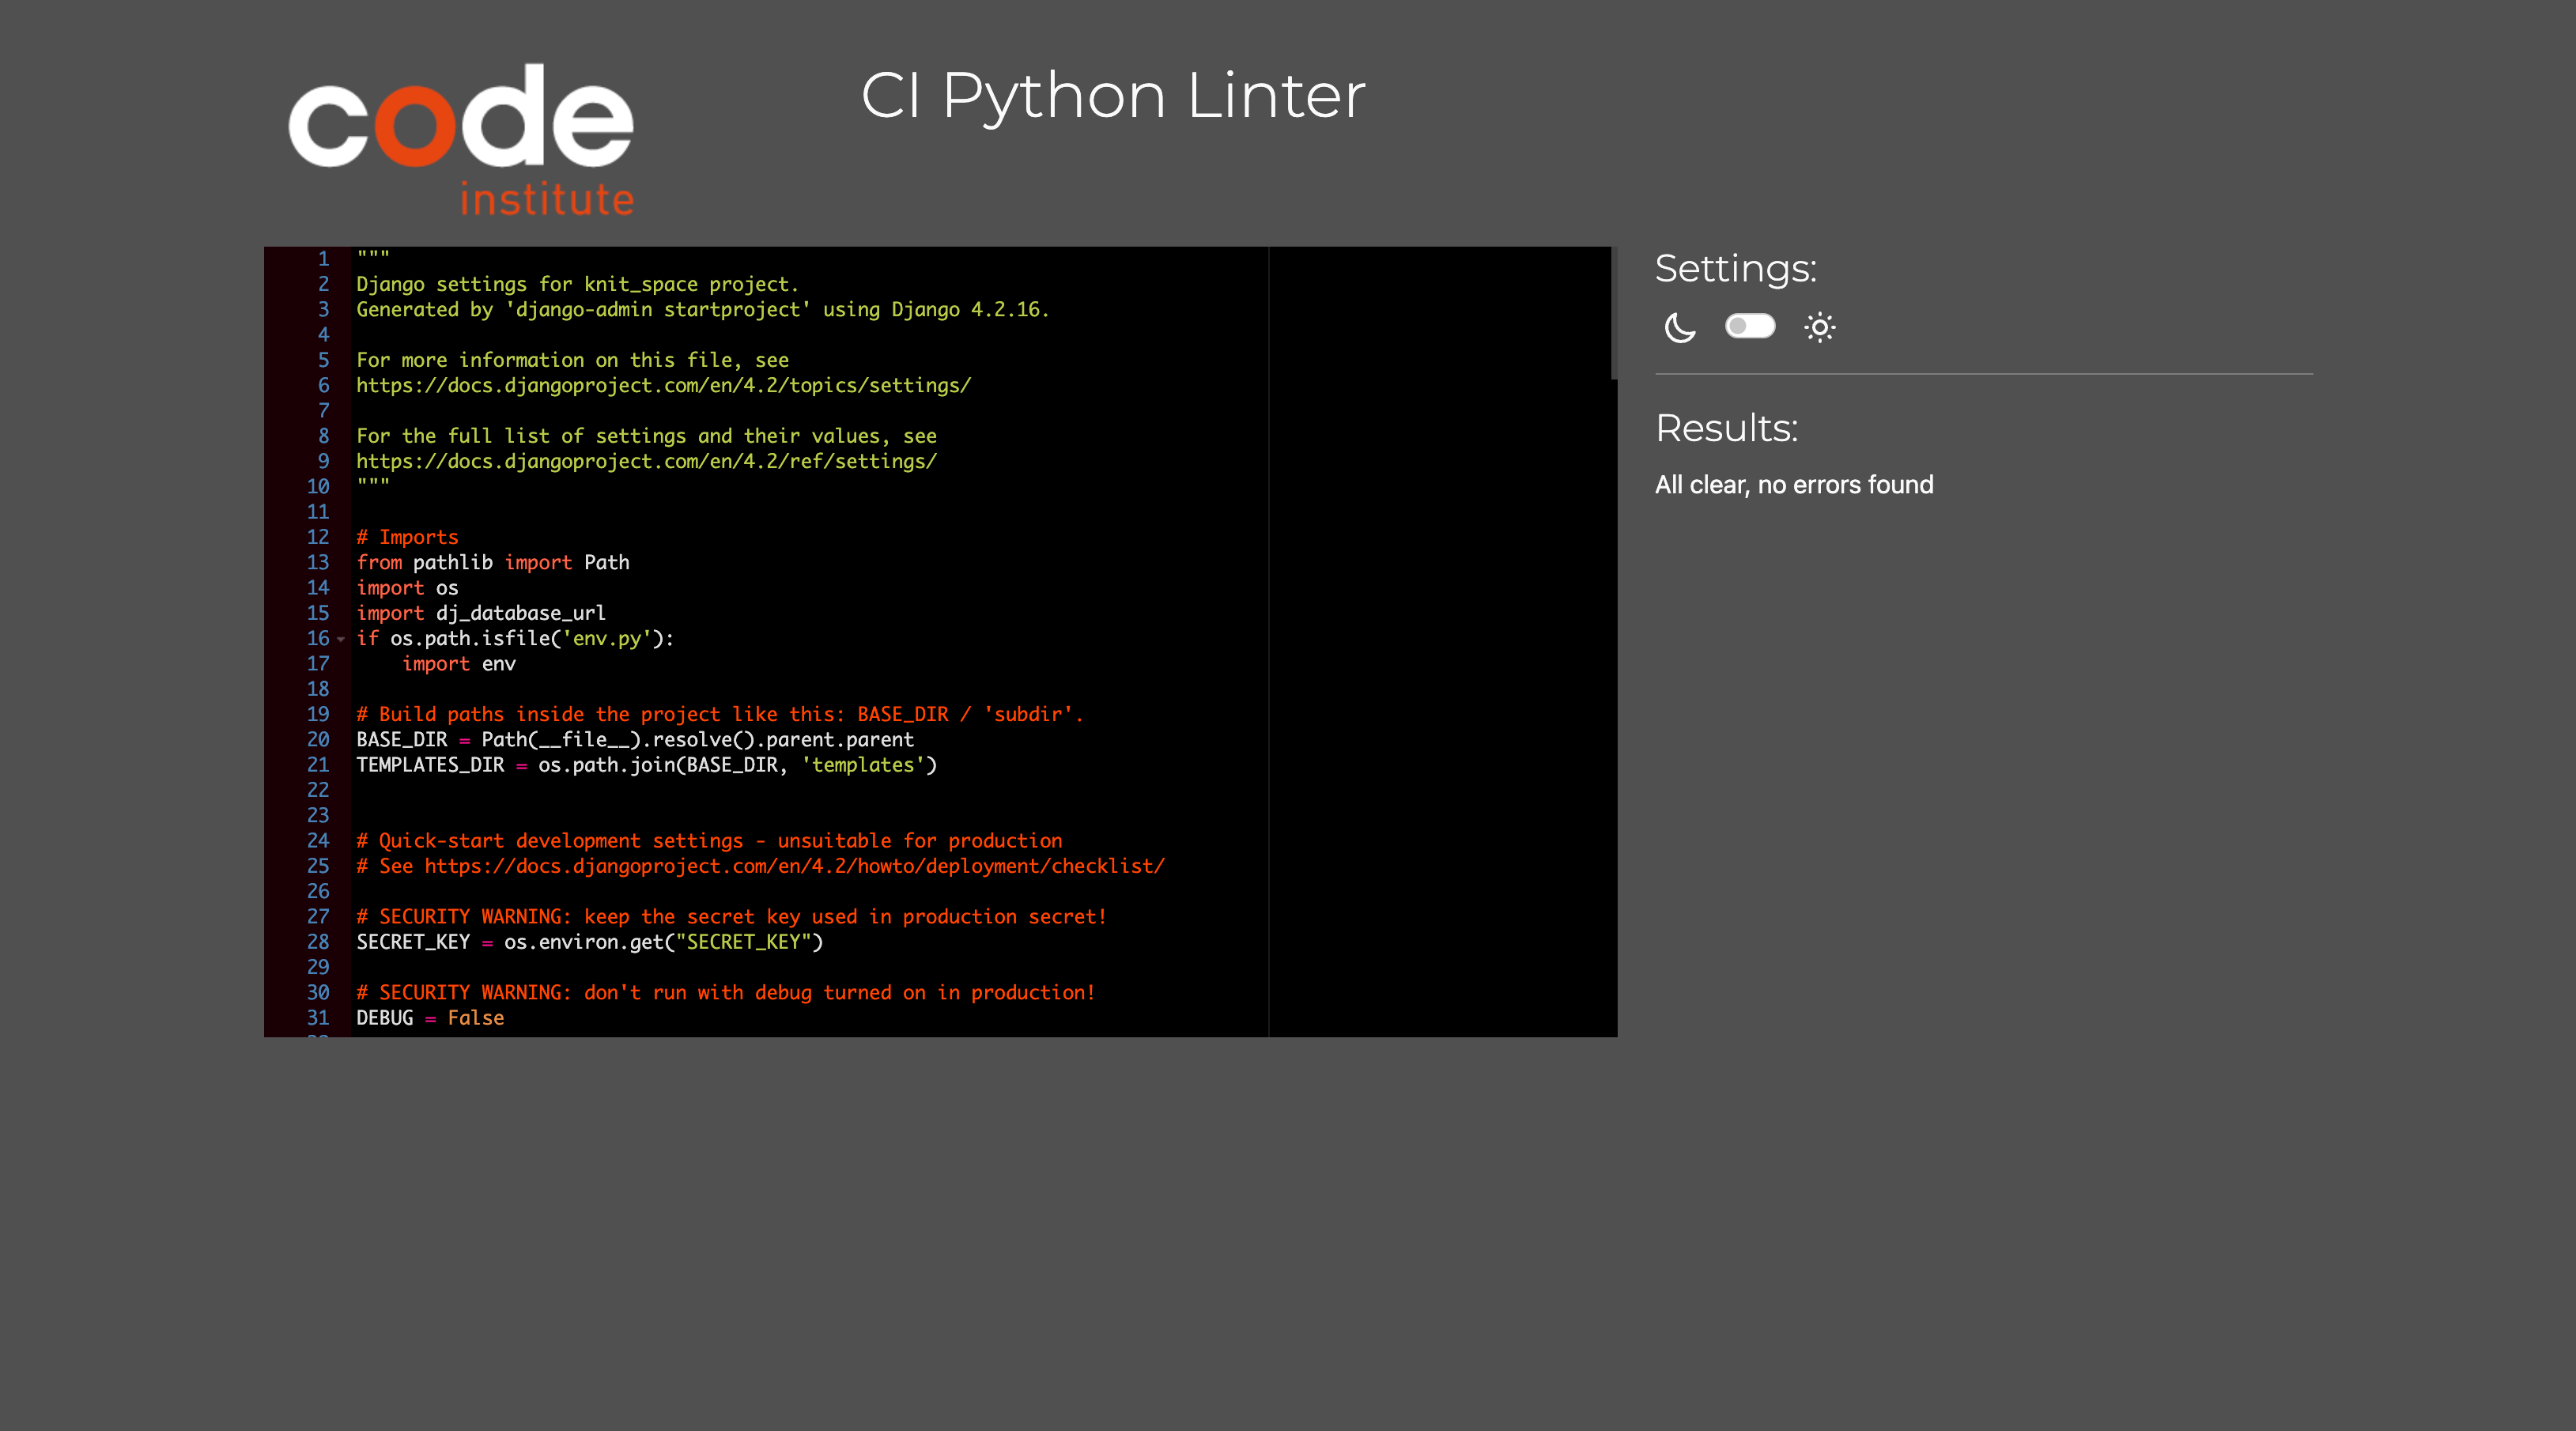 code
institute
CI Python Linter
1 """
2 Django settings for knit_space project.
3 Generated by 'django-admin startproject' using Django 4.2.16.
4
5 For more information on this file, see
6 https://docs.djangoproject.com/en/4.2/topics/settings/
7
8 For the full list of settings and their values, see
9 https://docs.djangoproject.com/en/4.2/ref/settings/
10 """
11
12 # Imports
13 from pathlib import Path
14 import os
15 import dj_database_url
16 if os.path.isfile('env.py'):
17     import env
18
19 # Build paths inside the project like this: BASE_DIR / 'subdir'.
20 BASE_DIR = Path(__file__).resolve().parent.parent
21 TEMPLATES_DIR = os.path.join(BASE_DIR, 'templates')
22
23
24 # Quick-start development settings - unsuitable for production
25 # See https://docs.djangoproject.com/en/4.2/howto/deployment/checklist/
26
27 # SECURITY WARNING: keep the secret key used in production secret!
28 SECRET_KEY = os.environ.get("SECRET_KEY")
29
30 # SECURITY WARNING: don't run with debug turned on in production!
31 DEBUG = False
Settings:
Results:
All clear, no errors found